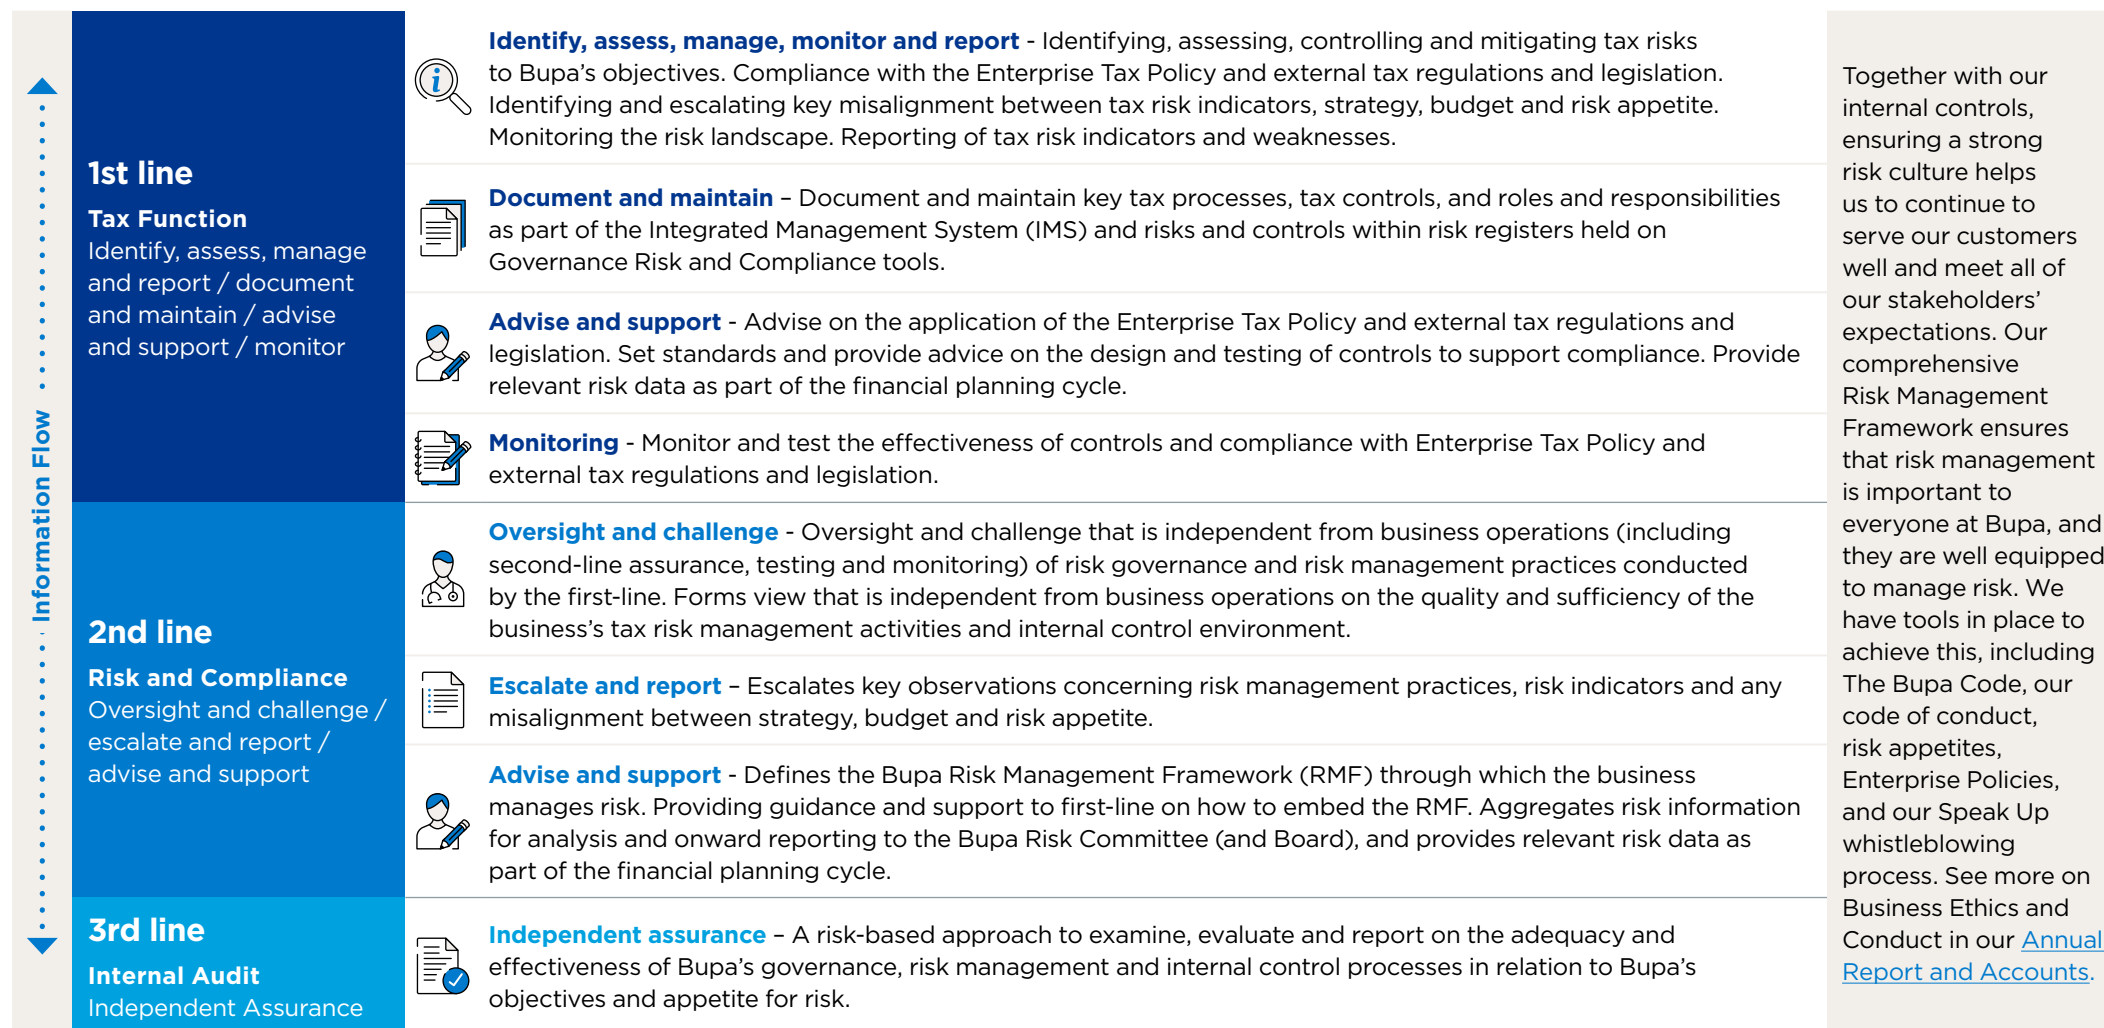 Information Flow
1st line
Tax Function
Identify, assess, manage
and report / document
and maintain / advise
and support / monitor
Identify, assess, manage, monitor and report - Identifying, assessing, controlling and mitigating tax risks
to Bupa’s objectives. Compliance with the Enterprise Tax Policy and external tax regulations and legislation.
Identifying and escalating key misalignment between tax risk indicators, strategy, budget and risk appetite.
Monitoring the risk landscape. Reporting of tax risk indicators and weaknesses.
Document and maintain – Document and maintain key tax processes, tax controls, and roles and responsibilities
as part of the Integrated Management System (IMS) and risks and controls within risk registers held on
Governance Risk and Compliance tools.
Advise and support - Advise on the application of the Enterprise Tax Policy and external tax regulations and
legislation. Set standards and provide advice on the design and testing of controls to support compliance. Provide
relevant risk data as part of the financial planning cycle.
Monitoring - Monitor and test the effectiveness of controls and compliance with Enterprise Tax Policy and
external tax regulations and legislation.
2nd line
Risk and Compliance
Oversight and challenge /
escalate and report /
advise and support
Oversight and challenge - Oversight and challenge that is independent from business operations (including
second-line assurance, testing and monitoring) of risk governance and risk management practices conducted
by the first-line. Forms view that is independent from business operations on the quality and sufficiency of the
business’s tax risk management activities and internal control environment.
Escalate and report – Escalates key observations concerning risk management practices, risk indicators and any
misalignment between strategy, budget and risk appetite.
Advise and support - Defines the Bupa Risk Management Framework (RMF) through which the business
manages risk. Providing guidance and support to first-line on how to embed the RMF. Aggregates risk information
for analysis and onward reporting to the Bupa Risk Committee (and Board), and provides relevant risk data as
part of the financial planning cycle.
3rd line
Internal Audit
Independent Assurance
Independent assurance – A risk-based approach to examine, evaluate and report on the adequacy and
effectiveness of Bupa’s governance, risk management and internal control processes in relation to Bupa’s
objectives and appetite for risk.
Together with our
internal controls,
ensuring a strong
risk culture helps
us to continue to
serve our customers
well and meet all of
our stakeholders’
expectations. Our
comprehensive
Risk Management
Framework ensures
that risk management
is important to
everyone at Bupa, and
they are well equipped
to manage risk. We
have tools in place to
achieve this, including
The Bupa Code, our
code of conduct,
risk appetites,
Enterprise Policies,
and our Speak Up
whistleblowing
process. See more on
Business Ethics and
Conduct in our Annual
Report and Accounts.